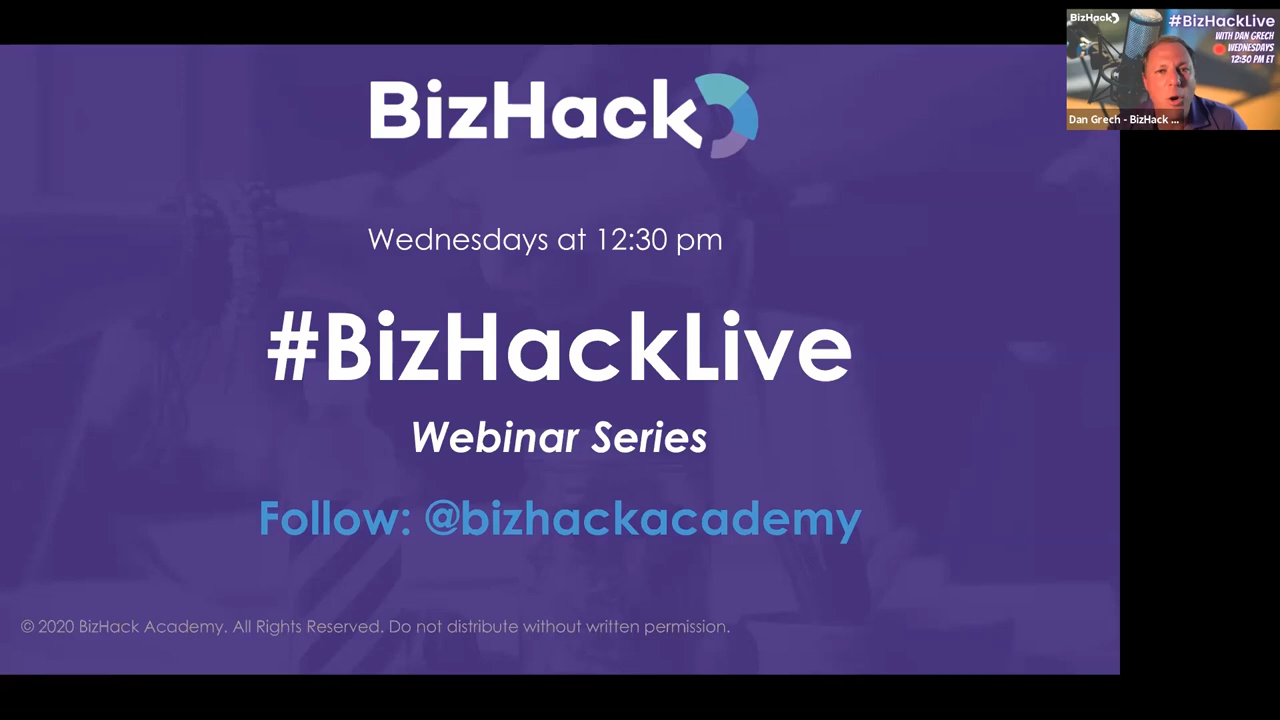 BizHack
Wednesdays at 12:30 pm
#BizHackLive
Webinar Series
Follow: @bizhackacademy
© 2020 BizHack Academy. All Rights Reserved. Do not distribute without written permission.
BizHack
#BizHackLive
WITH DAN GRECH
WEDNESDAYS
12:30 PM ET
Dan Grech - BizHack ...